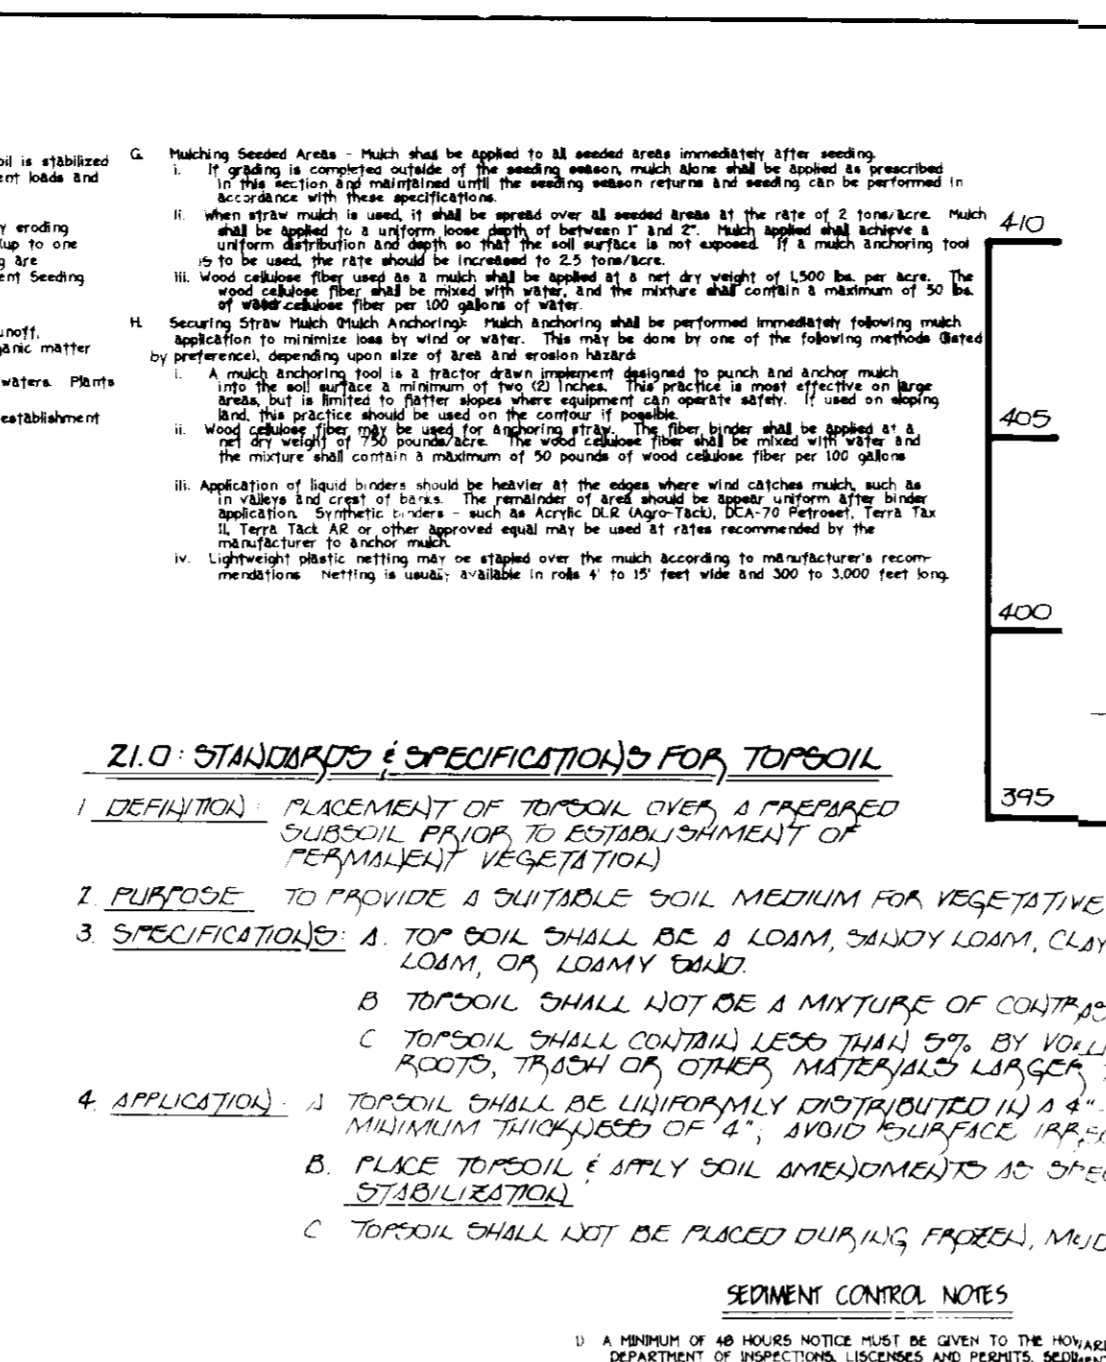 oil is stabilized
ent loads and
y eroding
(up to one
g are
ent Seeding
unoff,
ganic matter
waters. Plants
establishment
G. Mulching Seeded Areas - Mulch shall be applied to all seeded areas immediately after seeding.
i. If grading is completed outside of the seeding season, mulch alone shall be applied as prescribed
in this section and maintained until the seeding season returns and seeding can be performed in
accordance with these specifications.
ii. When straw mulch is used, it shall be spread over all seeded areas at the rate of 2 tons/acre. Mulch
shall be applied to a uniform loose depth of between 1" and 2". Mulch applied shall achieve a
uniform distribution and depth so that the soil surface is not exposed. If a mulch anchoring tool
is to be used, the rate should be increased to 2.5 tons/acre.
iii. Wood cellulose fiber used as a mulch shall be applied at a net dry weight of 1,500 lbs. per acre. The
wood cellulose fiber shall be mixed with water, and the mixture shall contain a maximum of 50 lbs.
of wood cellulose fiber per 100 gallons of water.
H. Securing Straw Mulch (Mulch Anchoring): Mulch anchoring shall be performed immediately following mulch
application to minimize loss by wind or water. This may be done by one of the following methods (listed
by preference), depending upon size of area and erosion hazard:
i. A mulch anchoring tool is a tractor drawn implement designed to punch and anchor mulch
into the soil surface a minimum of two (2) inches. This practice is most effective on large
areas, but is limited to flatter slopes where equipment can operate safely. If used on sloping
land, this practice should be used on the contour if possible.
ii. Wood cellulose fiber may be used for anchoring straw. The fiber binder shall be applied at a
net dry weight of 750 pounds/acre. The wood cellulose fiber shall be mixed with water and
the mixture shall contain a maximum of 50 pounds of wood cellulose fiber per 100 gallons
iii. Application of liquid binders should be heavier at the edges where wind catches mulch, such as
in valleys and crest of banks. The remainder of area should be appear uniform after binder
application. Synthetic binders - such as Acrylic DLR (Agro-Tack), DCA-70 Petroset, Terra Tax
II, Terra Tack AR or other approved equal may be used at rates recommended by the
manufacturer to anchor mulch.
iv. Lightweight plastic netting may be stapled over the mulch according to manufacturer's recom-
mendations. Netting is usually available in rolls 4' to 15' feet wide and 300 to 3,000 feet long.
410
405
400
395
21.0: STANDARDS & SPECIFICATIONS FOR TOPSOIL
1 DEFINITION: PLACEMENT OF TOPSOIL OVER A PREPARED
SUBSOIL PRIOR TO ESTABLISHMENT OF
PERMANENT VEGETATION
2. PURPOSE TO PROVIDE A SUITABLE SOIL MEDIUM FOR VEGETATIVE
3. SPECIFICATIONS: A. TOP SOIL SHALL BE A LOAM, SANDY LOAM, CLAY
LOAM, OR LOAMY SAND.
B TOPSOIL SHALL NOT BE A MIXTURE OF CONTRAS
C TOPSOIL SHALL CONTAIN LESS THAN 5% BY VOLU
ROOTS, TRASH OR OTHER MATERIALS LARGER
4. APPLICATION: A TOPSOIL SHALL BE UNIFORMLY DISTRIBUTED IN A 4"-
MINIMUM THICKNESS OF 4"; AVOID SURFACE IRRE
B. PLACE TOPSOIL & APPLY SOIL AMENDMENTS AS SPEC
STABILIZATION
C TOPSOIL SHALL NOT BE PLACED DURING FROZEN, MUD
SEDIMENT CONTROL NOTES
1) A MINIMUM OF 48 HOURS NOTICE MUST BE GIVEN TO THE HOWARD
DEPARTMENT OF INSPECTIONS, LISCENSES AND PERMITS, SEDIMENT